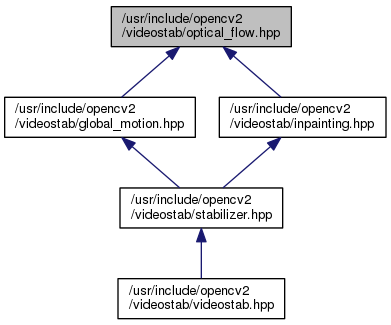 /usr/include/opencv2
/videostab/optical_flow.hpp
/usr/include/opencv2
/videostab/global_motion.hpp
/usr/include/opencv2
/videostab/inpainting.hpp
/usr/include/opencv2
/videostab/stabilizer.hpp
/usr/include/opencv2
/videostab/videostab.hpp